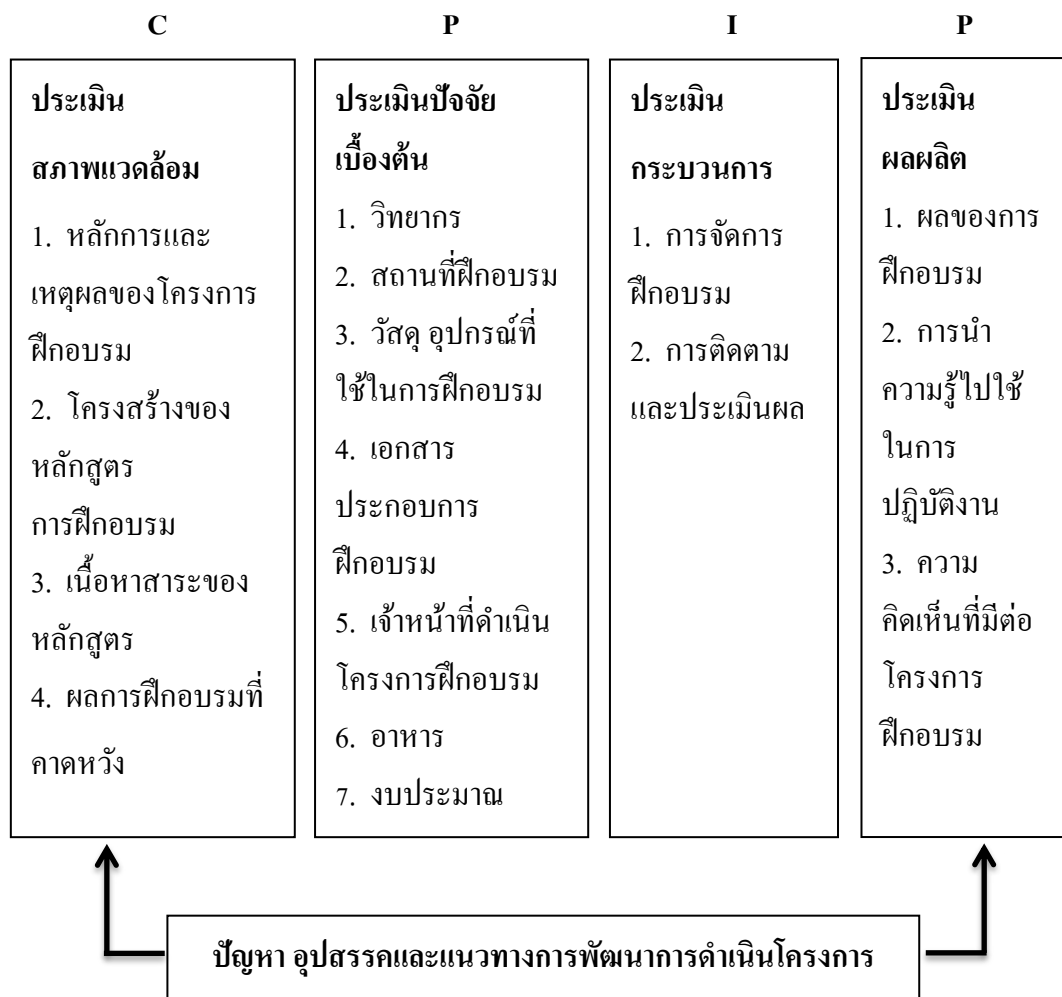 C P I P
ประเมิน
สภาพแวดล้อม
1. หลักการและ
เหตุผลของโครงการ
ฝึกอบรม
2. โครงสร้างของ
หลักสูตร
การฝึกอบรม
3. เนื้อหาสาระของ
หลักสูตร
4. ผลการฝึกอบรมที่
คาดหวัง
ประเมินปัจจัย
เบื้องต้น
1. วิทยากร
2. สถานที่ฝึกอบรม
3. วัสดุ อุปกรณ์ที่
ใช้ในการฝึกอบรม
4. เอกสาร
ประกอบการ
ฝึกอบรม
5. เจ้าหน้าที่ดำเนิน
โครงการฝึกอบรม
6. อาหาร
7. งบประมาณ
ประเมิน
กระบวนการ
1. การจัดการ
ฝึกอบรม
2. การติดตาม
และประเมินผล
ประเมิน
ผลผลิต
1. ผลของการ
ฝึกอบรม
2. การนำ
ความรู้ไปใช้
ในการ
ปฏิบัติงาน
3. ความ
คิดเห็นที่มีต่อ
โครงการ
ฝึกอบรม
ปัญหา อุปสรรคและแนวทางการพัฒนาการดำเนินโครงการ